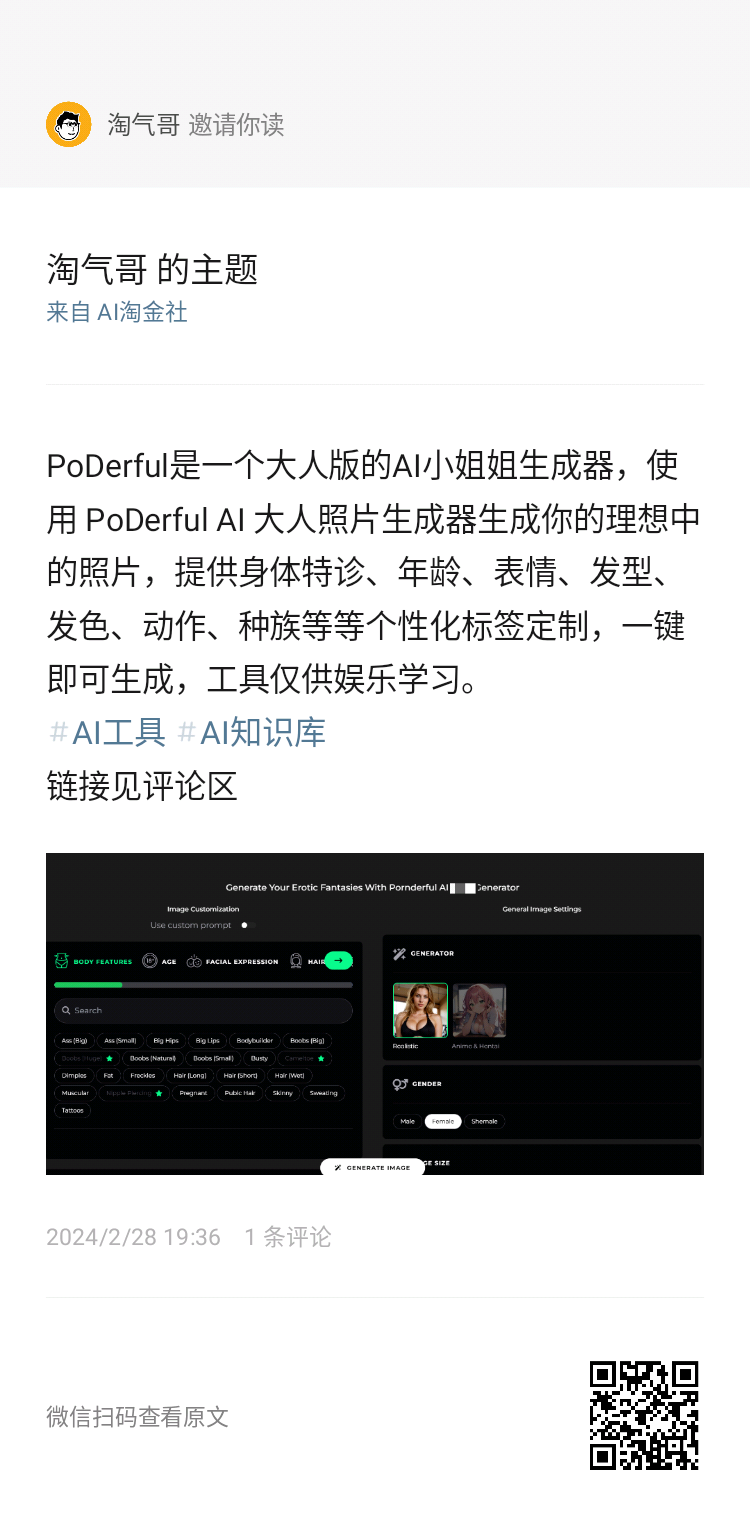 淘气哥 邀请你读
淘气哥 的主题
来自 AI淘金社
PoDerful是一个大人版的AI小姐姐生成器，使
用 PoDerful AI 大人照片生成器生成你的理想中
的照片，提供身体特诊、年龄、表情、发型、
发色、动作、种族等等个性化标签定制，一键
即可生成，工具仅供娱乐学习。
#AI工具 #AI知识库
链接见评论区
Generate Your Erotic Fantasies With Pornderful AI Generator
Image Customization
Use custom prompt
BODY FEATURES 18+ AGE FACIAL EXPRESSION HAIR
Search
Ass (Big) Ass (Small) Big Hips Big Lips Bodybuilder Boobs (Big)
Boobs (Huge) Boobs (Natural) Boobs (Small) Busty
Dimples Fat Freckles Hair (Long) Hair (Short) Hair (Wet)
Muscular Nipple Piercing Pregnant Pubic Hair Skinny Sweating
Tattoos
General Image Settings
GENERATOR
Realistic Anime & Hentai
GENDER
Male Female Shemale
GE SIZE
GENERATE IMAGE
2024/2/28 19:36 1 条评论
微信扫码查看原文